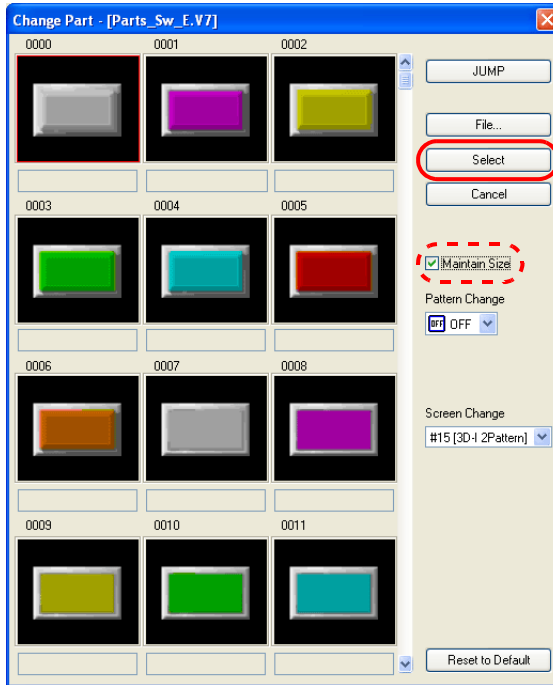 Change Part - [Parts_Sw_E.V7]
0000 0001 0002
JUMP
File...
Select
Cancel
0003 0004 0005
Maintain Size
Pattern Change
OFF OFF
0006 0007 0008
Screen Change
#15 [3D-I 2Pattern]
0009 0010 0011
Reset to Default